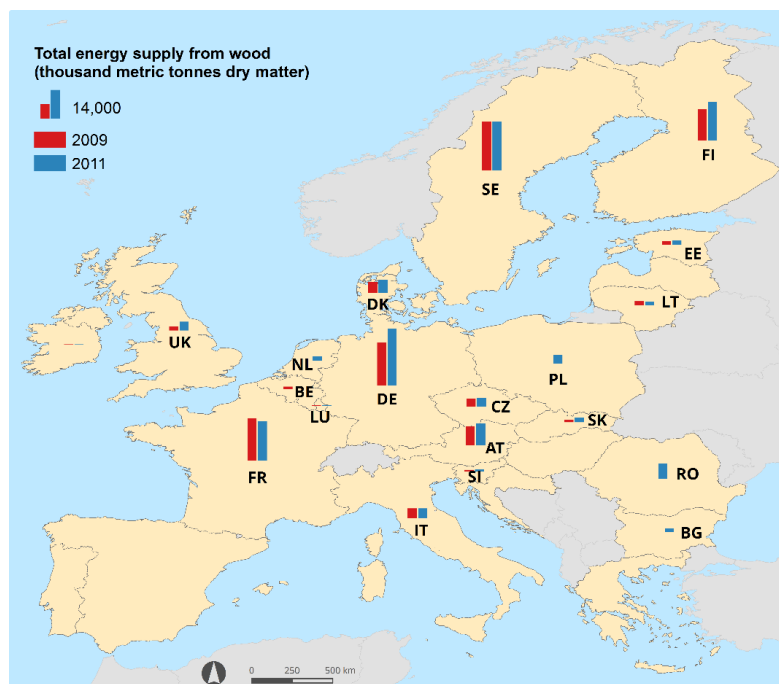 Total energy supply from wood
(thousand metric tonnes dry matter)
14,000
2009
2011
FI
SE
EE
LT
DK
UK
NL
PL
BE
DE
CZ
LU
SK
AT
FR
SI
RO
IT
BG
0 250 500 km